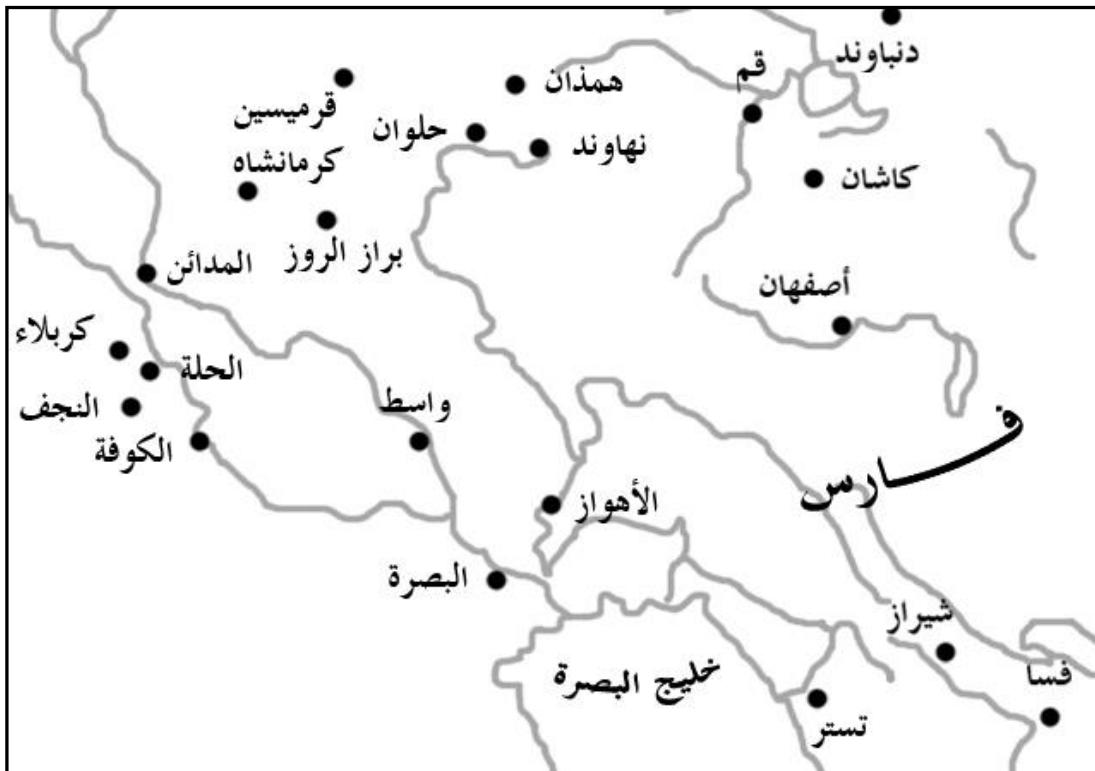 دنباوند
قم
همذان
قرميسين
حلوان
نهاوند
كرمانشاه
كاشان
براز الروز
المدائن
أصفهان
كربلاء
الحلة
النجف
واسط
الكوفة
فارس
الأهواز
البصرة
شيراز
خليج البصرة
فسا
تستر